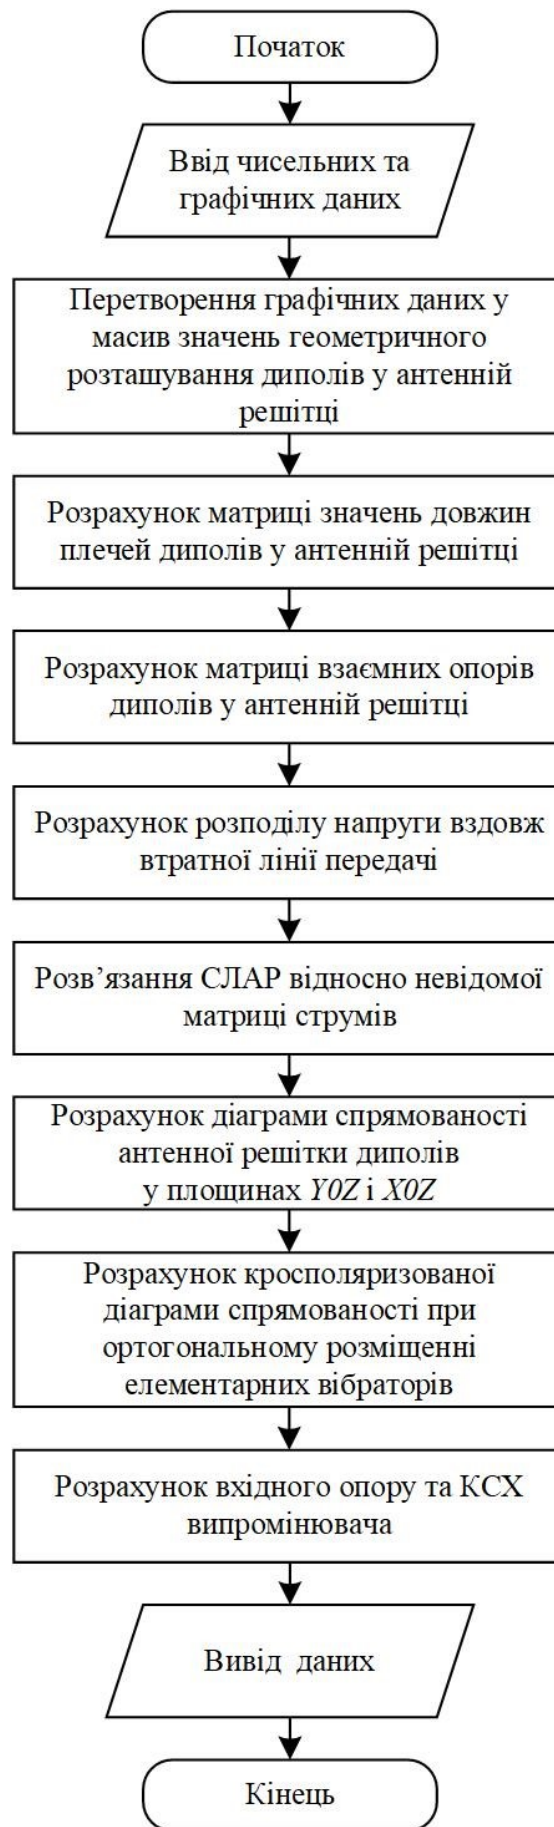 Початок
Ввід чисельних та
графічних даних
Перетворення графічних даних у
масив значень геометричного
розташування диполів у антенній
решітці
Розрахунок матриці значень довжин
плечей диполів у антенній решітці
Розрахунок матриці взаємних опорів
диполів у антенній решітці
Розрахунок розподілу напруги вздовж
втратної лінії передачі
Розв’язання СЛАР відносно невідомої
матриці струмів
Розрахунок діаграми спрямованості
антенної решітки диполів
у площинах Y0Z і X0Z
Розрахунок кросполяризованої
діаграми спрямованості при
ортогональному розміщенні
елементарних вібраторів
Розрахунок вхідного опору та КСХ
випромінювача
Вивід даних
Кінець